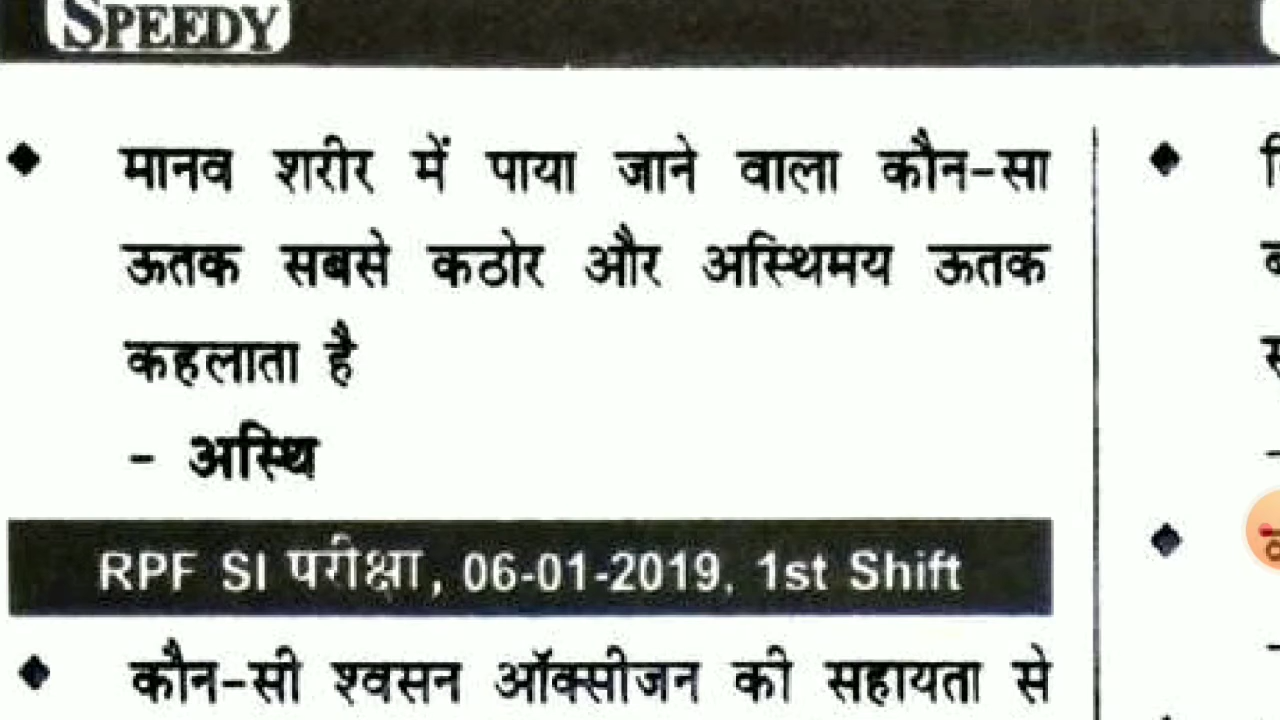 SPEEDY
◆ मानव शरीर में पाया जाने वाला कौन-सा
ऊतक सबसे कठोर और अस्थिमय ऊतक
कहलाता है
- अस्थि
RPF SI परीक्षा, 06-01-2019, 1st Shift
◆ कौन-सी श्वसन ऑक्सीजन की सहायता से